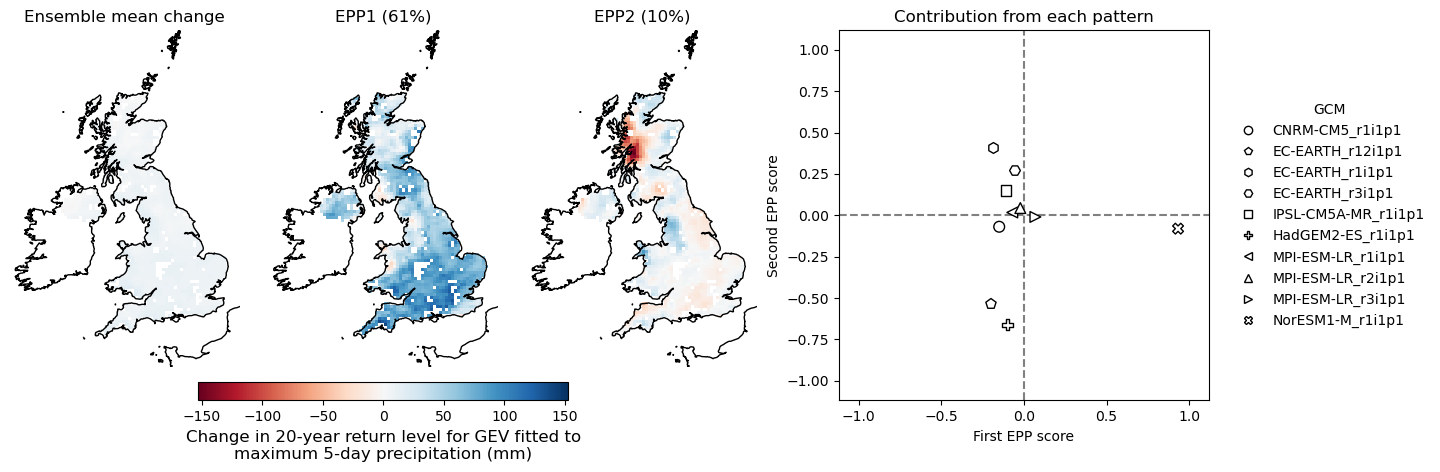 Ensemble mean change
EPP1 (61%)
EPP2 (10%)
Contribution from each pattern
−150 −100 −50 0 50 100 150
Change in 20-year return level for GEV fitted to
maximum 5-day precipitation (mm)
Second EPP score
1.00
0.75
0.50
0.25
0.00
−0.25
−0.50
−0.75
−1.00
−1.0 −0.5 0.0 0.5 1.0
First EPP score
GCM
CNRM-CM5_r1i1p1
EC-EARTH_r12i1p1
EC-EARTH_r1i1p1
EC-EARTH_r3i1p1
IPSL-CM5A-MR_r1i1p1
HadGEM2-ES_r1i1p1
MPI-ESM-LR_r1i1p1
MPI-ESM-LR_r2i1p1
MPI-ESM-LR_r3i1p1
NorESM1-M_r1i1p1